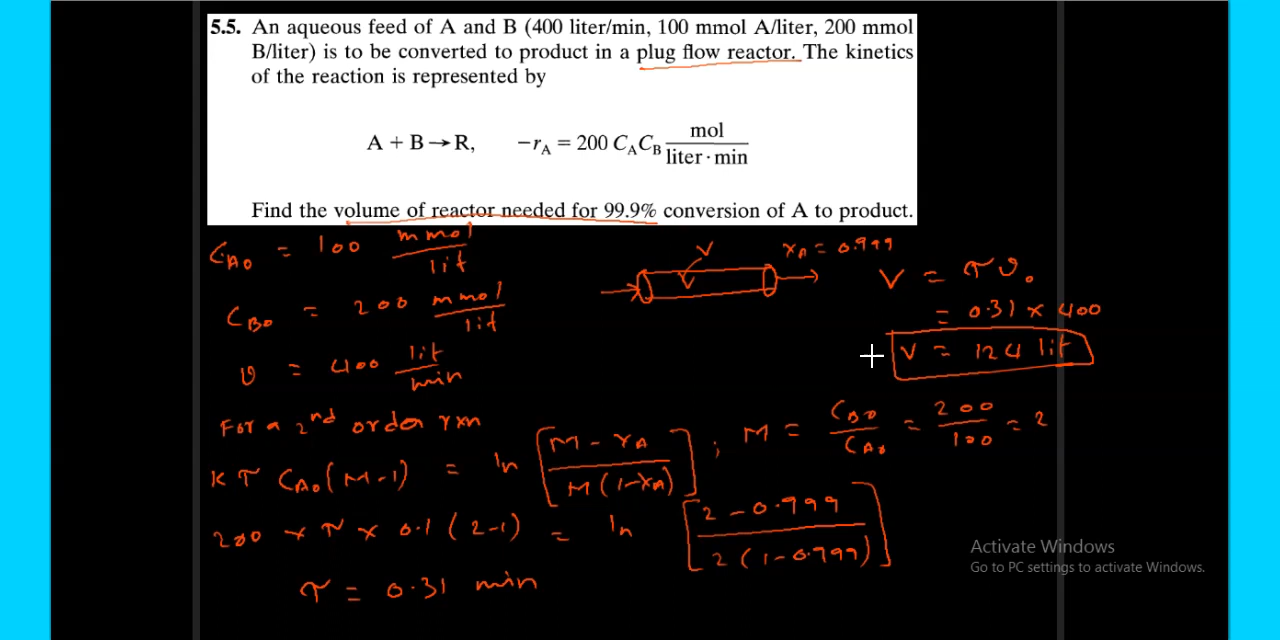 5.5. An aqueous feed of A and B (400 liter/min, 100 mmol A/liter, 200 mmol
B/liter) is to be converted to product in a plug flow reactor. The kinetics
of the reaction is represented by
A + B → R, −rA = 200 CACB mol / liter · min
Find the volume of reactor needed for 99.9% conversion of A to product.
CA0 = 100 mmol / lit
CB0 = 200 mmol / lit
υ = 400 lit / min
For a 2nd order rxn
K τ CA0 (M-1) = ln [ M - XA / M (1-XA) ] ; M = CB0 / CA0 = 200 / 100 = 2
200 × τ × 0.1 (2-1) = ln [ 2 - 0.999 / 2 (1-0.999) ]
τ = 0.31 min
V
XA = 0.999
V = τ υ0
= 0.31 × 400
V = 124 lit
Activate Windows
Go to PC settings to activate Windows.